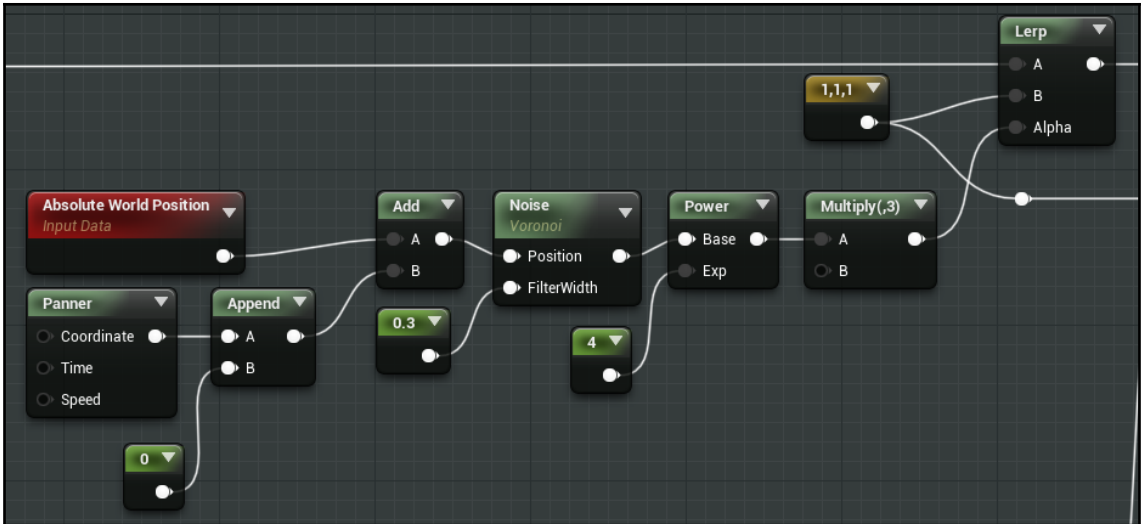 Lerp
A
B
Alpha
1,1,1
Absolute World Position
Input Data
Add
A
B
Noise
Voronoi
Position
FilterWidth
Power
Base
Exp
Multiply(,3)
A
B
Panner
Coordinate
Time
Speed
Append
A
B
0.3
4
0